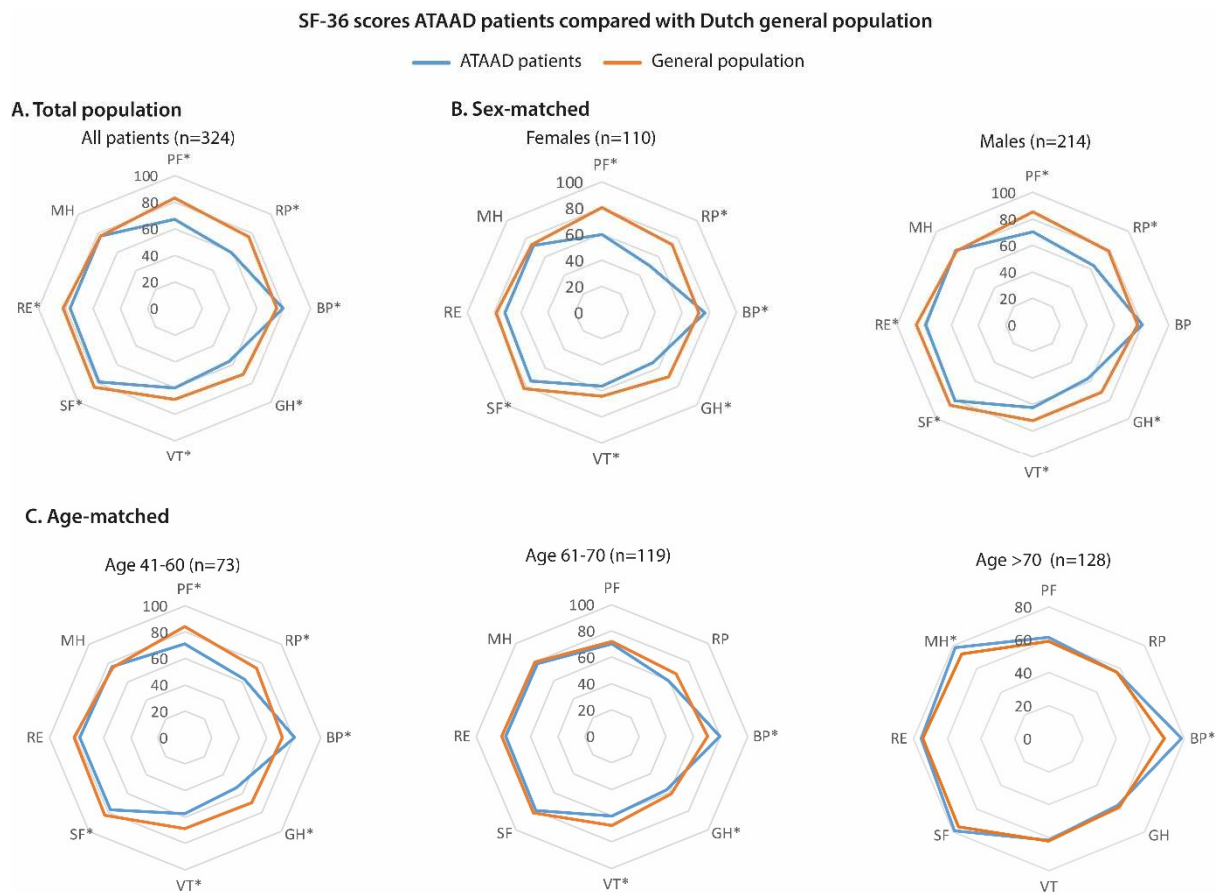 SF-36 scores ATAAD patients compared with Dutch general population
ATAAD patients General population
A. Total population
All patients (n=324)
PF*
RP*
BP*
GH*
VT*
SF*
RE*
MH
100
80
60
40
20
0
B. Sex-matched
Females (n=110)
PF*
RP*
BP*
GH*
VT*
SF*
RE
MH
100
80
60
40
20
0
Males (n=214)
PF*
RP*
BP
GH*
VT*
SF*
RE*
MH
100
80
60
40
20
0
C. Age-matched
Age 41-60 (n=73)
PF*
RP*
BP*
GH*
VT*
SF*
RE
MH
100
80
60
40
20
0
Age 61-70 (n=119)
PF
RP
BP*
GH*
VT*
SF
RE
MH
100
80
60
40
20
0
Age >70 (n=128)
PF
RP
BP*
GH
VT
SF
RE
MH*
80
60
40
20
0